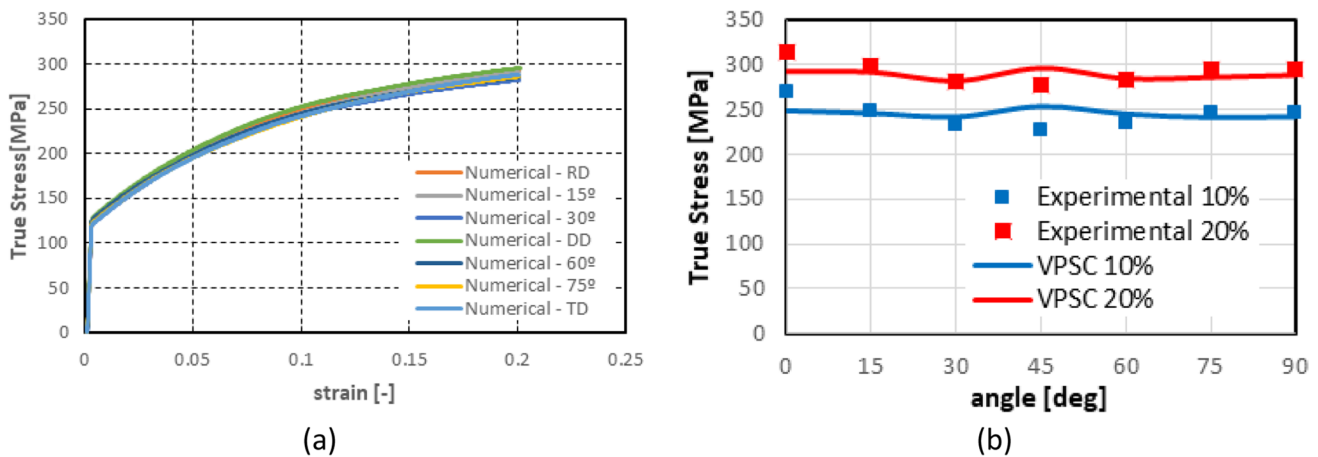 350
300
250
200
150
100
50
0
True Stress[MPa]
0
0.05
0.1
0.15
0.2
0.25
strain [-]
Numerical - RD
Numerical - 15º
Numerical - 30º
Numerical - DD
Numerical - 60º
Numerical - 75º
Numerical - TD
(a)
350
300
250
200
150
100
50
0
True Stress [MPa]
0
15
30
45
60
75
90
angle [deg]
Experimental 10%
Experimental 20%
VPSC 10%
VPSC 20%
(b)